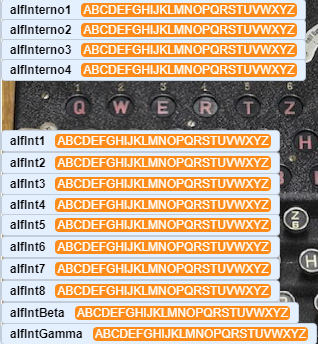 alfInterno1 ABCDEFGHIJKLMNOPQRSTUVWXYZ
alfInterno2 ABCDEFGHIJKLMNOPQRSTUVWXYZ
alfInterno3 ABCDEFGHIJKLMNOPQRSTUVWXYZ
alfInterno4 ABCDEFGHIJKLMNOPQRSTUVWXYZ
Q W E R T Z
alfInt1 ABCDEFGHIJKLMNOPQRSTUVWXYZ
H
alfInt2 ABCDEFGHIJKLMNOPQRSTUVWXYZ
alfInt3 ABCDEFGHIJKLMNOPQRSTUVWXYZ
alfInt4 ABCDEFGHIJKLMNOPQRSTUVWXYZ
alfInt5 ABCDEFGHIJKLMNOPQRSTUVWXYZ
Z
6
alfInt6 ABCDEFGHIJKLMNOPQRSTUVWXYZ
H
alfInt7 ABCDEFGHIJKLMNOPQRSTUVWXYZ
alfInt8 ABCDEFGHIJKLMNOPQRSTUVWXYZ
alfIntBeta ABCDEFGHIJKLMNOPQRSTUVWXYZ
alfIntGamma ABCDEFGHIJKLMNOPQRSTUVWXYZ